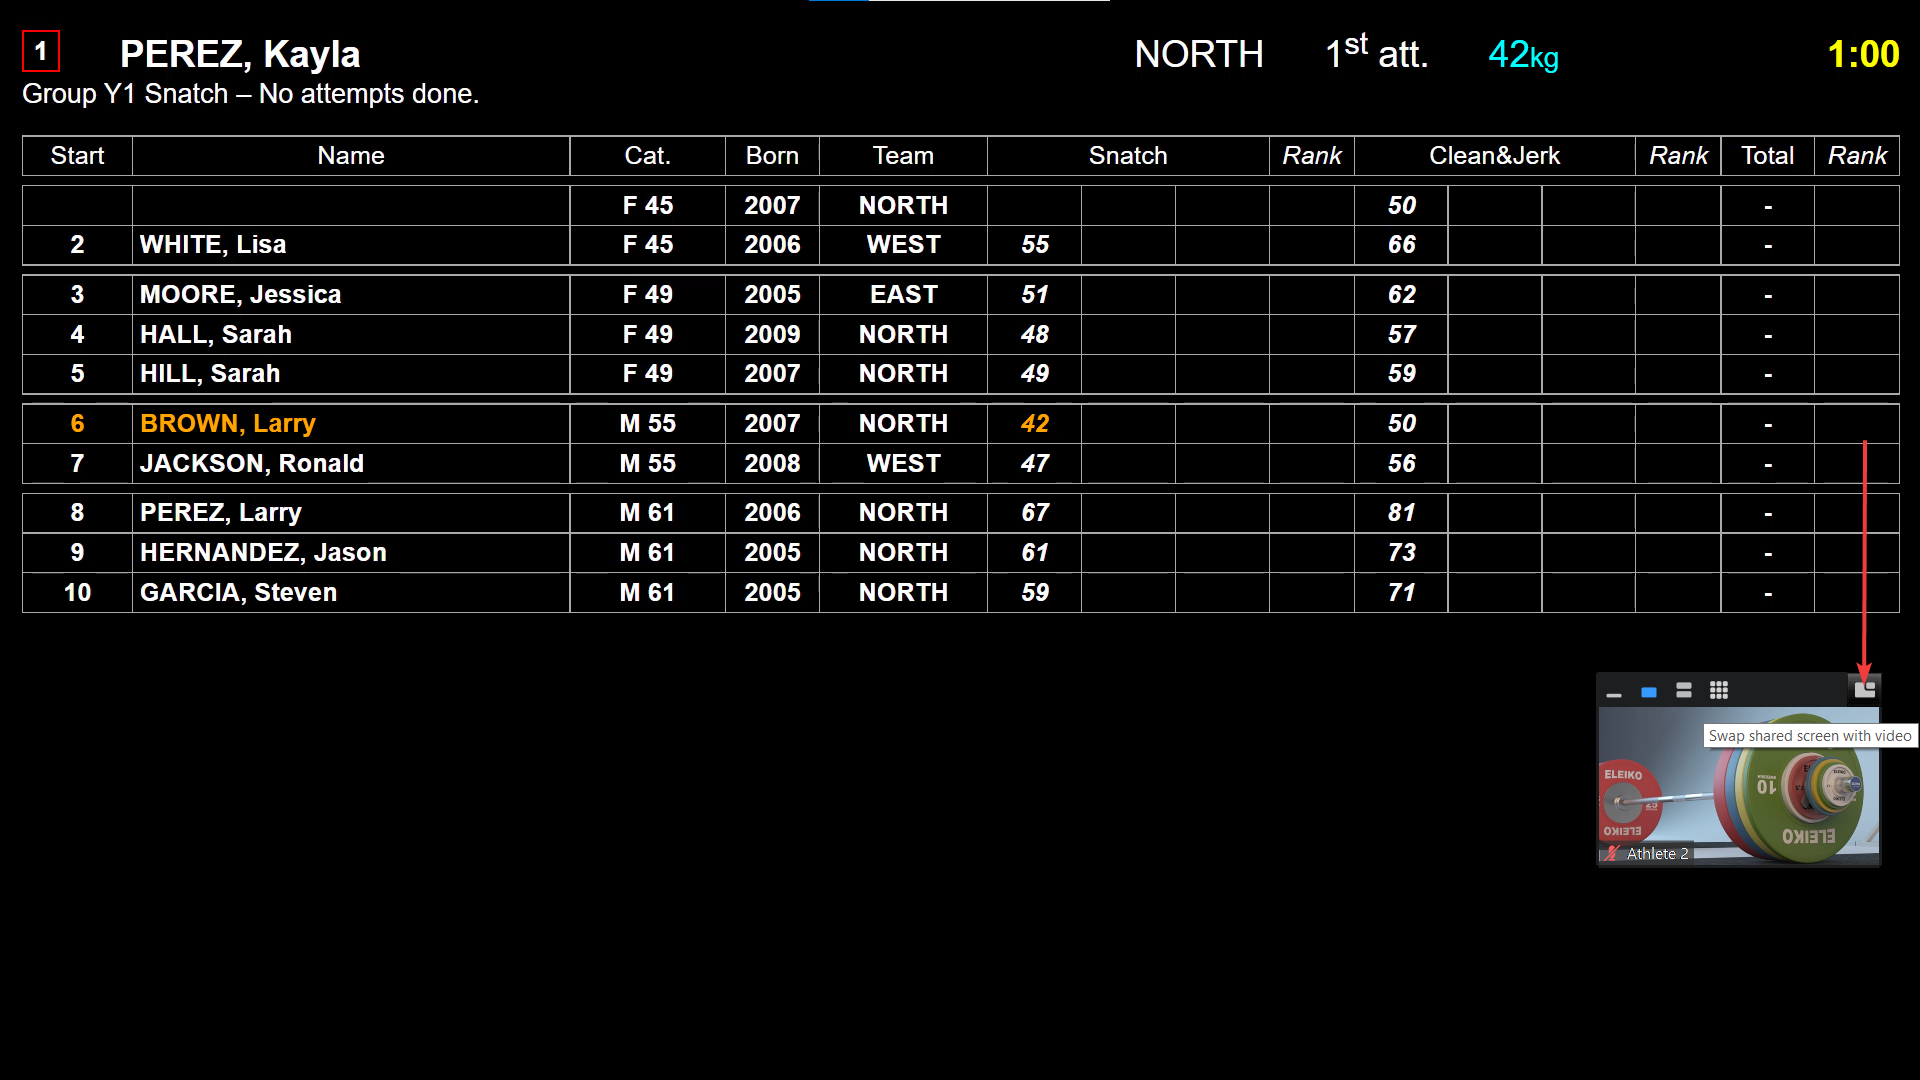 1 PEREZ, Kayla NORTH 1st att. 42kg 1:00
Group Y1 Snatch – No attempts done.
Start Name Cat. Born Team Snatch Rank Clean&Jerk Rank Total Rank
F 45 2007 NORTH 50 -
2 WHITE, Lisa F 45 2006 WEST 55 66 -
3 MOORE, Jessica F 49 2005 EAST 51 62 -
4 HALL, Sarah F 49 2009 NORTH 48 57 -
5 HILL, Sarah F 49 2007 NORTH 49 59 -
6 BROWN, Larry M 55 2007 NORTH 42 50 -
7 JACKSON, Ronald M 55 2008 WEST 47 56 -
8 PEREZ, Larry M 61 2006 NORTH 67 81 -
9 HERNANDEZ, Jason M 61 2005 NORTH 61 73 -
10 GARCIA, Steven M 61 2005 NORTH 59 71 -
Swap shared screen with video
ELEIKO
25
ELEIKO
10
ELEIKO
Athlete 2